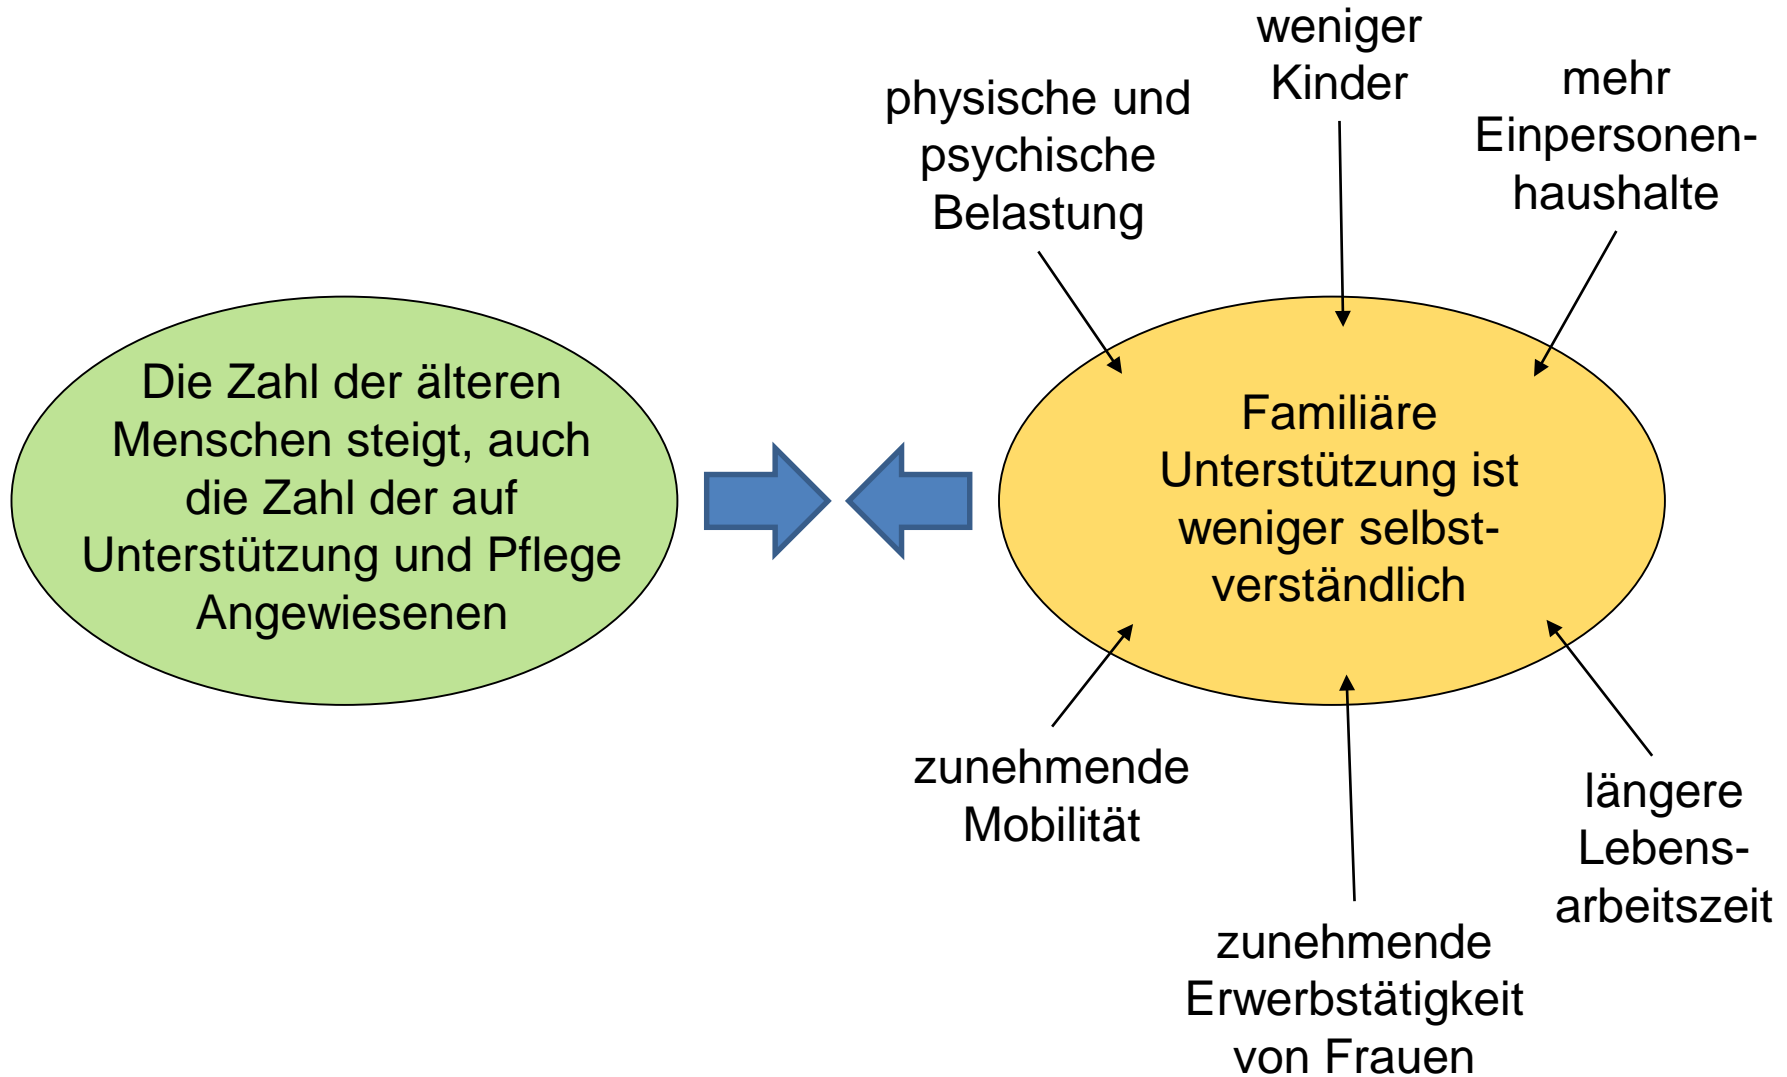 weniger
Kinder
physische und
psychische
Belastung
mehr
Einpersonen-
haushalte
Die Zahl der älteren
Menschen steigt, auch
die Zahl der auf
Unterstützung und Pflege
Angewiesenen
Familiäre
Unterstützung ist
weniger selbst-
verständlich
zunehmende
Mobilität
zunehmende
Erwerbstätigkeit
von Frauen
längere
Lebens-
arbeitszeit